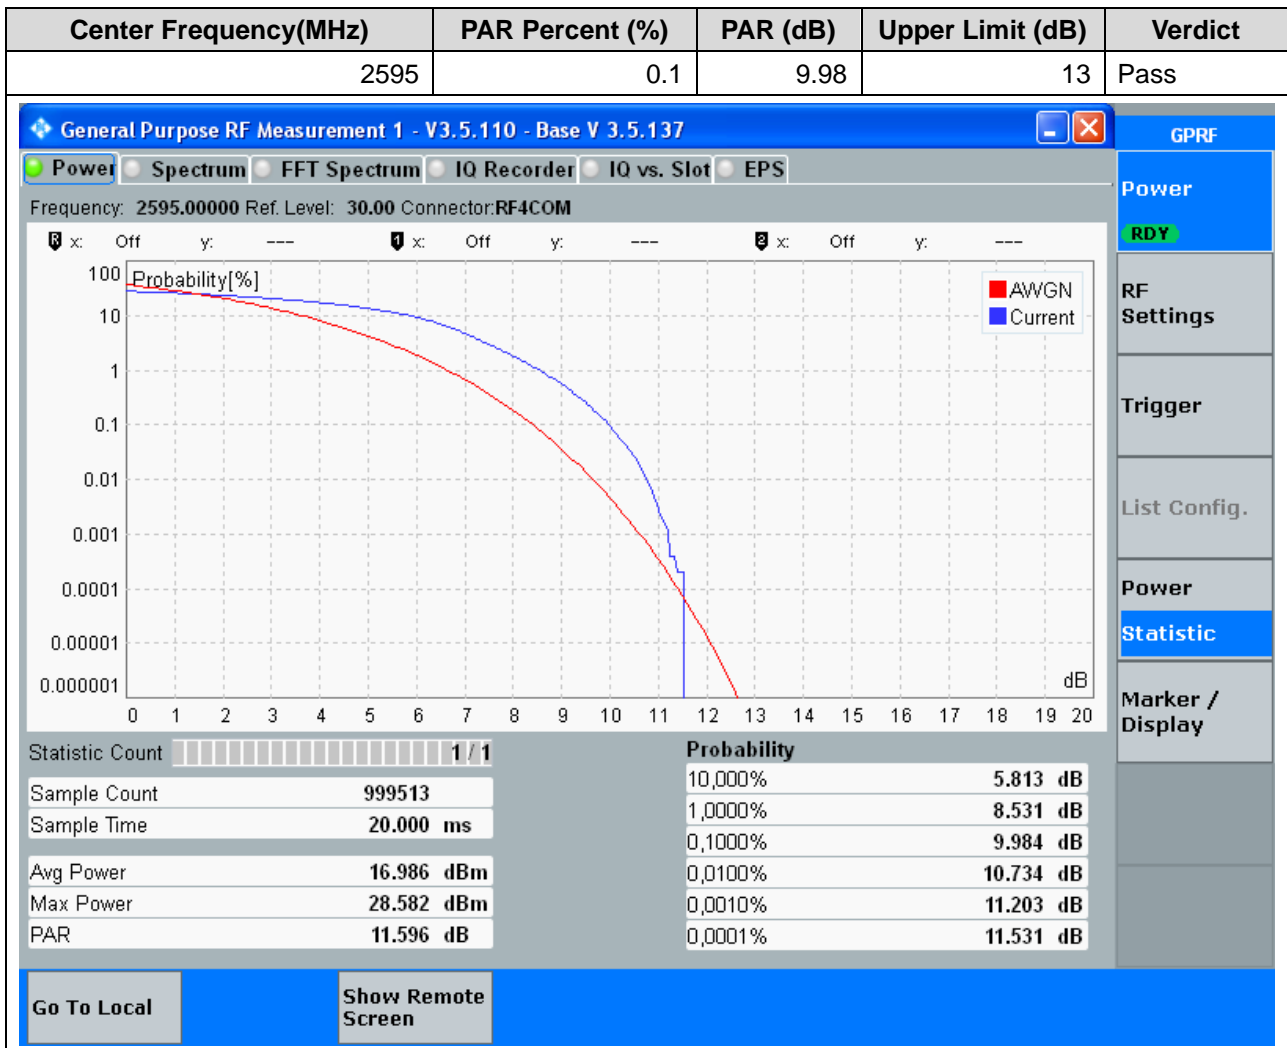 Center Frequency(MHz) PAR Percent (%) PAR (dB) Upper Limit (dB) Verdict
2595 0.1 9.98 13 Pass
General Purpose RF Measurement 1 - V3.5.110 - Base V 3.5.137
GPRF
Power Spectrum FFT Spectrum IQ Recorder IQ vs. Slot EPS
Power
RDY
Frequency: 2595.00000 Ref. Level: 30.00 Connector:RF4COM
R x: Off y: --- 1 x: Off y: --- 2 x: Off y: ---
Probability[%]
100
10
1
0.1
0.01
0.001
0.0001
0.00001
0.000001
AWGN
Current
dB
0 1 2 3 4 5 6 7 8 9 10 11 12 13 14 15 16 17 18 19 20
RF
Settings
Trigger
List Config.
Power
Statistic
Marker /
Display
Statistic Count 1 / 1
Sample Count 999513
Sample Time 20.000 ms
Avg Power 16.986 dBm
Max Power 28.582 dBm
PAR 11.596 dB
Probability
10,000% 5.813 dB
1,0000% 8.531 dB
0,1000% 9.984 dB
0,0100% 10.734 dB
0,0010% 11.203 dB
0,0001% 11.531 dB
Go To Local
Show Remote
Screen